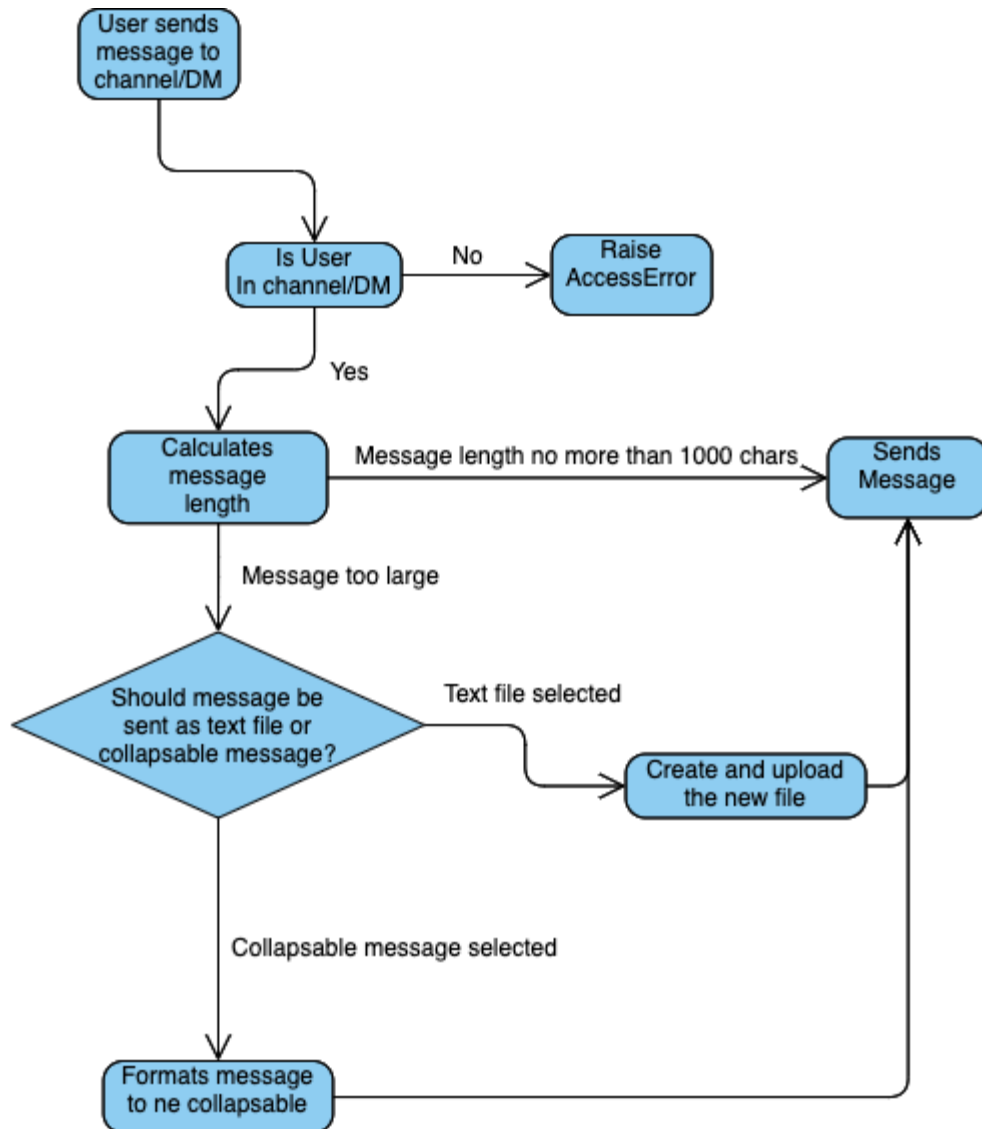 User sends
message to
channel/DM
Is User
In channel/DM
No
Raise
AccessError
Yes
Calculates
message
length
Message length no more than 1000 chars
Sends
Message
Message too large
Should message be
sent as text file or
collapsable message?
Text file selected
Create and upload
the new file
Collapsable message selected
Formats message
to ne collapsable